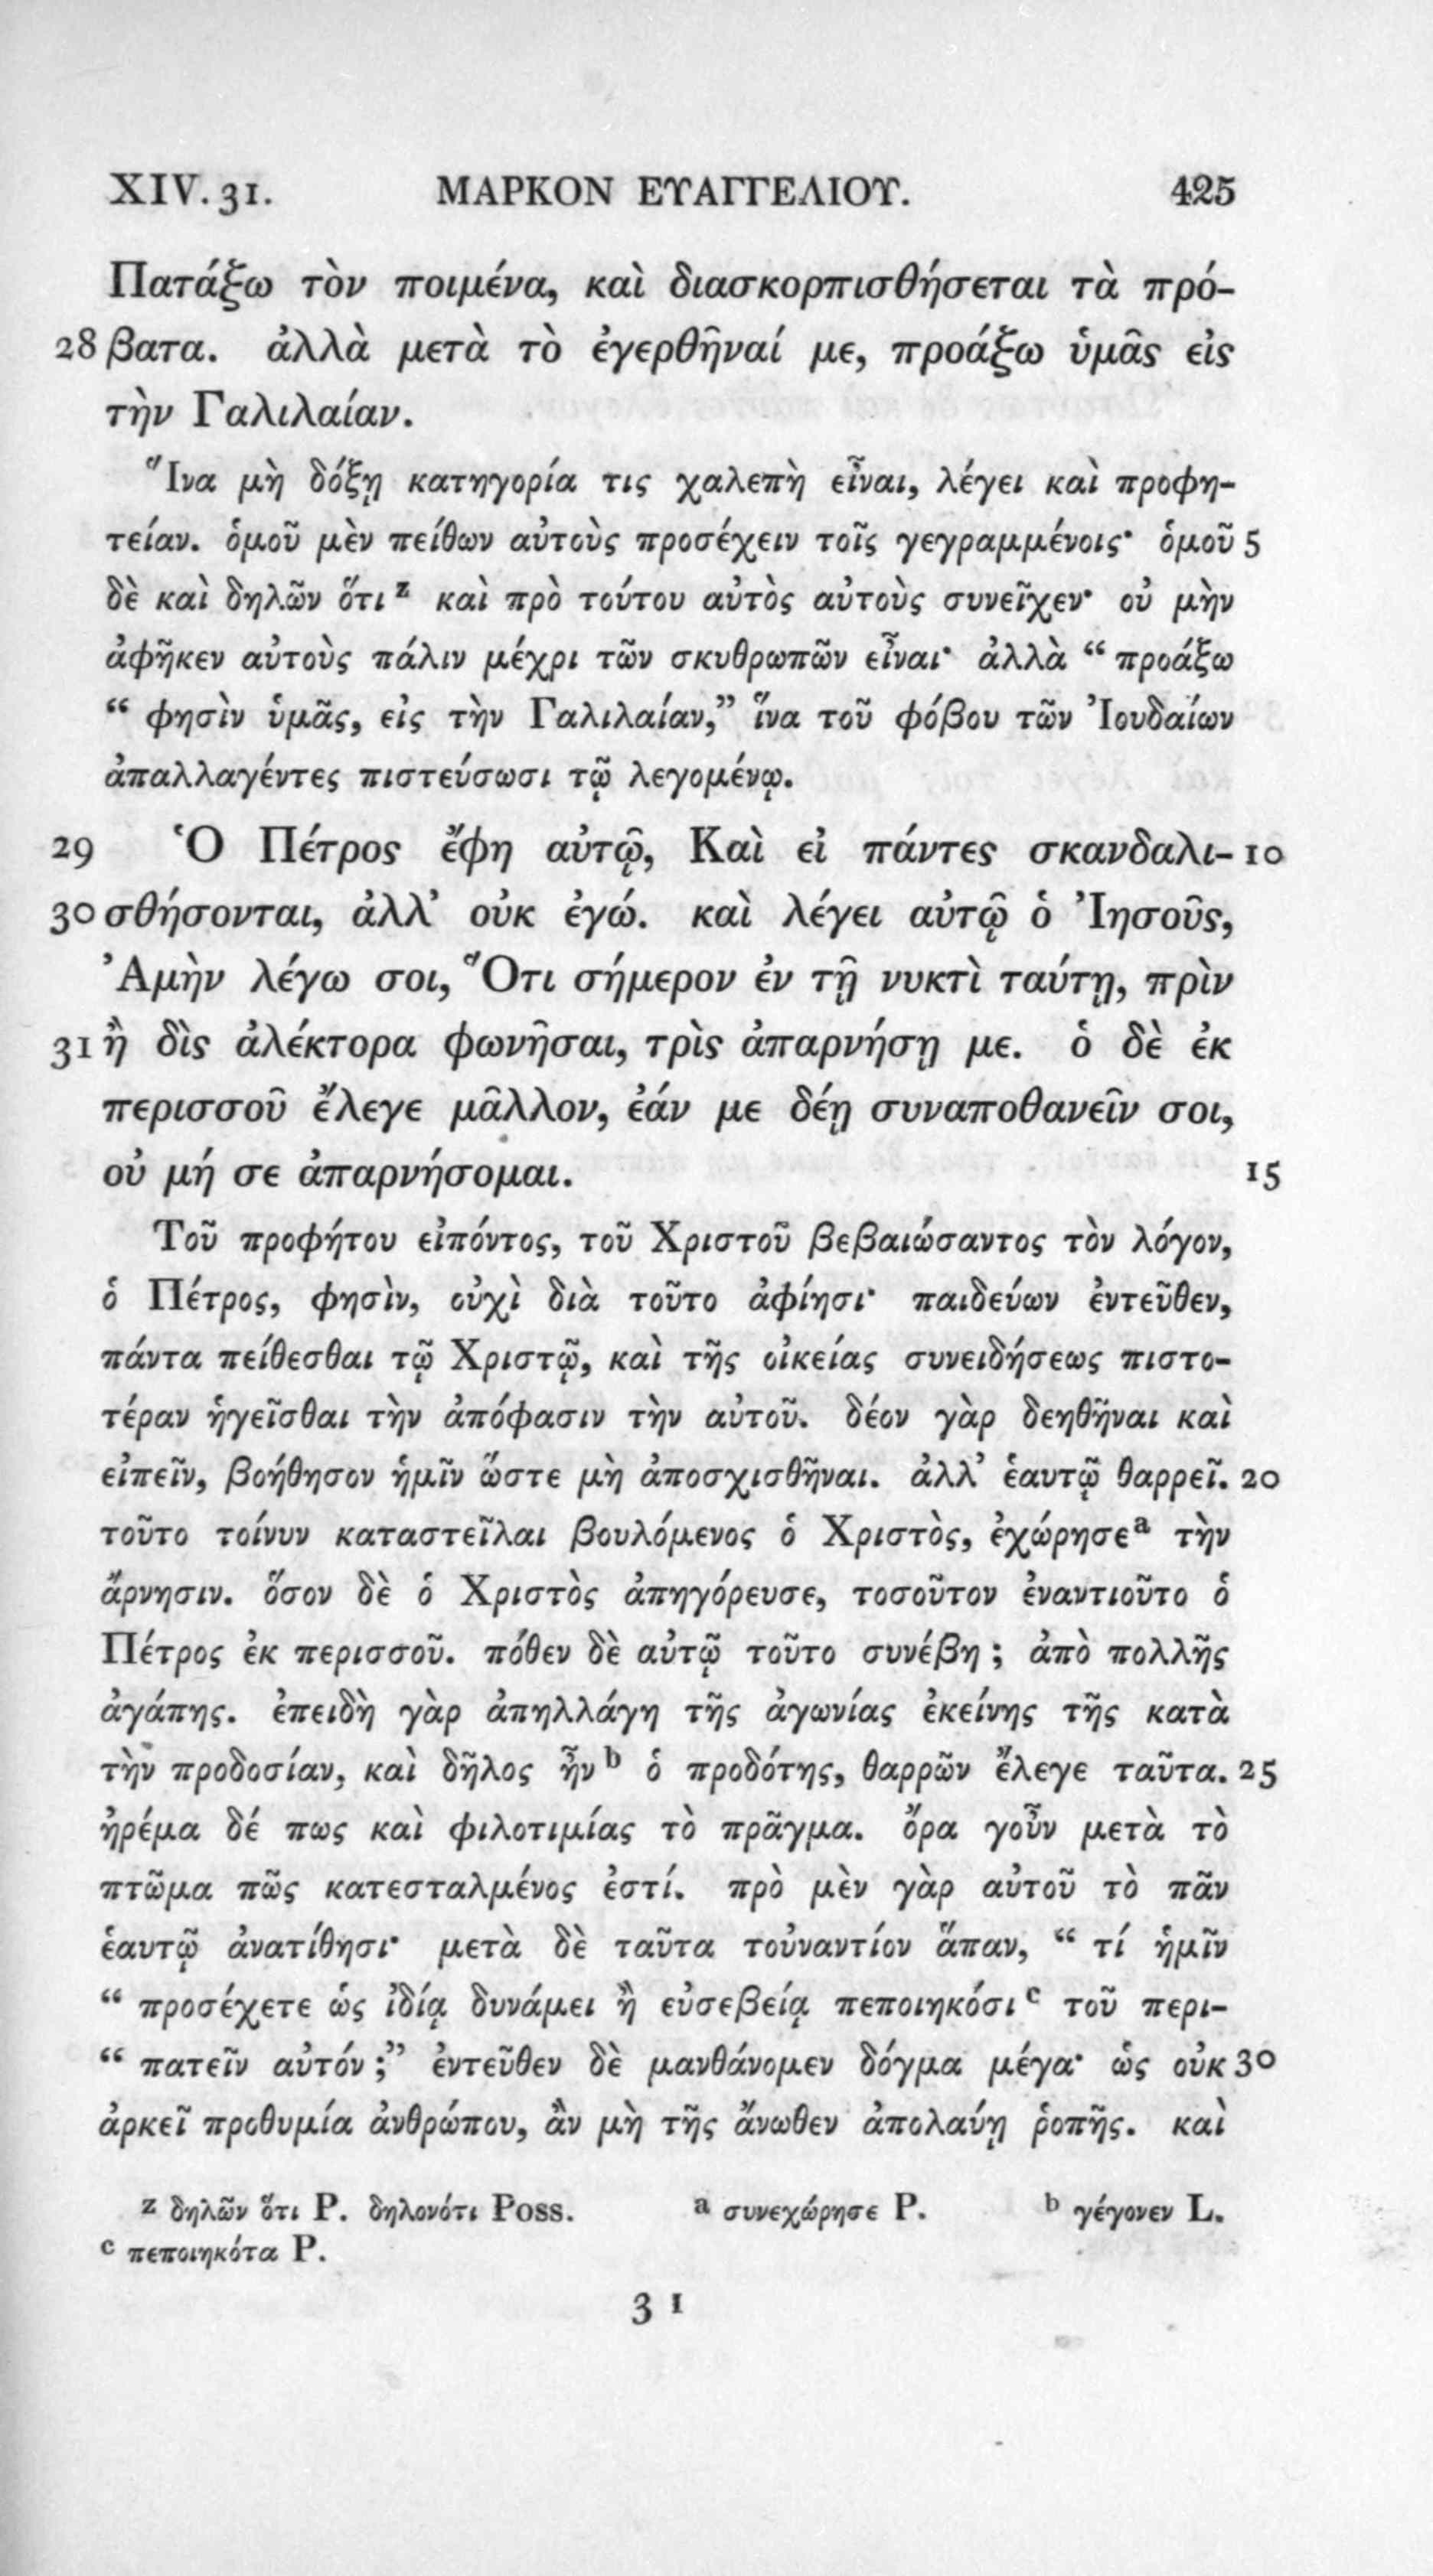 XIV. 31. ΜΑΡΚΟΝ ΕΥΑΓΓΕΛΙΟΥ. 425
Πατάξω τὸν ποιμένα, καὶ διασκορπισθήσεται τὰ πρό-
28 βατα. ἀλλὰ μετὰ τὸ ἐγερθῆναί με, προάξω ὑμᾶς εἰς
τὴν Γαλιλαίαν.
Ἵνα μὴ δόξῃ κατηγορία τις χαλεπὴ εἶναι, λέγει καὶ προφη-
τείαν. ὁμοῦ μὲν πείθων αὐτοὺς προσέχειν τοῖς γεγραμμένοις· ὁμοῦ 5
δὲ καὶ δηλῶν ὅτι z καὶ πρὸ τούτου αὐτὸς αὐτοὺς συνεῖχεν· οὐ μὴν
ἀφῆκεν αὐτοὺς πάλιν μέχρι τῶν σκυθρωπῶν εἶναι· ἀλλὰ “ προάξω
“ φησὶν ὑμᾶς, εἰς τὴν Γαλιλαίαν,” ἵνα τοῦ φόβου τῶν Ἰουδαίων
ἀπαλλαγέντες πιστεύσωσι τῷ λεγομένῳ.
29 Ὁ Πέτρος ἔφη αὐτῷ, Καὶ εἰ πάντες σκανδαλι- 10
30 σθήσονται, ἀλλ’ οὐκ ἐγώ. καὶ λέγει αὐτῷ ὁ Ἰησοῦς,
Ἀμὴν λέγω σοι, Ὅτι σήμερον ἐν τῇ νυκτὶ ταύτῃ, πρὶν
31 ἢ δὶς ἀλέκτορα φωνῆσαι, τρὶς ἀπαρνήσῃ με. ὁ δὲ ἐκ
περισσοῦ ἔλεγε μᾶλλον, ἐάν με δέῃ συναποθανεῖν σοι,
οὐ μή σε ἀπαρνήσομαι. 15
Τοῦ προφήτου εἰπόντος, τοῦ Χριστοῦ βεβαιώσαντος τὸν λόγον,
ὁ Πέτρος, φησὶν, οὐχὶ διὰ τοῦτο ἀφίησι· παιδεύων ἐντεῦθεν,
πάντα πείθεσθαι τῷ Χριστῷ, καὶ τῆς οἰκείας συνειδήσεως πιστο-
τέραν ἡγεῖσθαι τὴν ἀπόφασιν τὴν αὐτοῦ. δέον γὰρ δεηθῆναι καὶ
εἰπεῖν, βοήθησον ἡμῖν ὥστε μὴ ἀποσχισθῆναι. ἀλλ’ ἑαυτῷ θαρρεῖ. 20
τοῦτο τοίνυν καταστεῖλαι βουλόμενος ὁ Χριστὸς, ἐχώρησε a τὴν
ἄρνησιν. ὅσον δὲ ὁ Χριστὸς ἀπηγόρευσε, τοσοῦτον ἐναντιοῦτο ὁ
Πέτρος ἐκ περισσοῦ. πόθεν δὲ αὐτῷ τοῦτο συνέβη ; ἀπὸ πολλῆς
ἀγάπης. ἐπειδὴ γὰρ ἀπηλλάγη τῆς ἀγωνίας ἐκείνης τῆς κατὰ
τὴν προδοσίαν, καὶ δῆλος ἦν b ὁ προδότης, θαρρῶν ἔλεγε ταῦτα. 25
ἠρέμα δέ πως καὶ φιλοτιμίας τὸ πρᾶγμα. ὅρα γοῦν μετὰ τὸ
πτῶμα πῶς κατεσταλμένος ἐστί. πρὸ μὲν γὰρ αὐτοῦ τὸ πᾶν
ἑαυτῷ ἀνατίθησι· μετὰ δὲ ταῦτα τοὐναντίον ἅπαν, “ τί ἡμῖν
“ προσέχετε ὡς ἰδίᾳ δυνάμει ἢ εὐσεβείᾳ πεποιηκόσι c τοῦ περι-
“ πατεῖν αὐτόν ;” ἐντεῦθεν δὲ μανθάνομεν δόγμα μέγα· ὡς οὐκ 30
ἀρκεῖ προθυμία ἀνθρώπου, ἂν μὴ τῆς ἄνωθεν ἀπολαύῃ ῥοπῆς. καὶ
z δηλῶν ὅτι P. δηλονότι Poss. a συνεχώρησε P. b γέγονεν L.
c πεποιηκότα P.
3 I